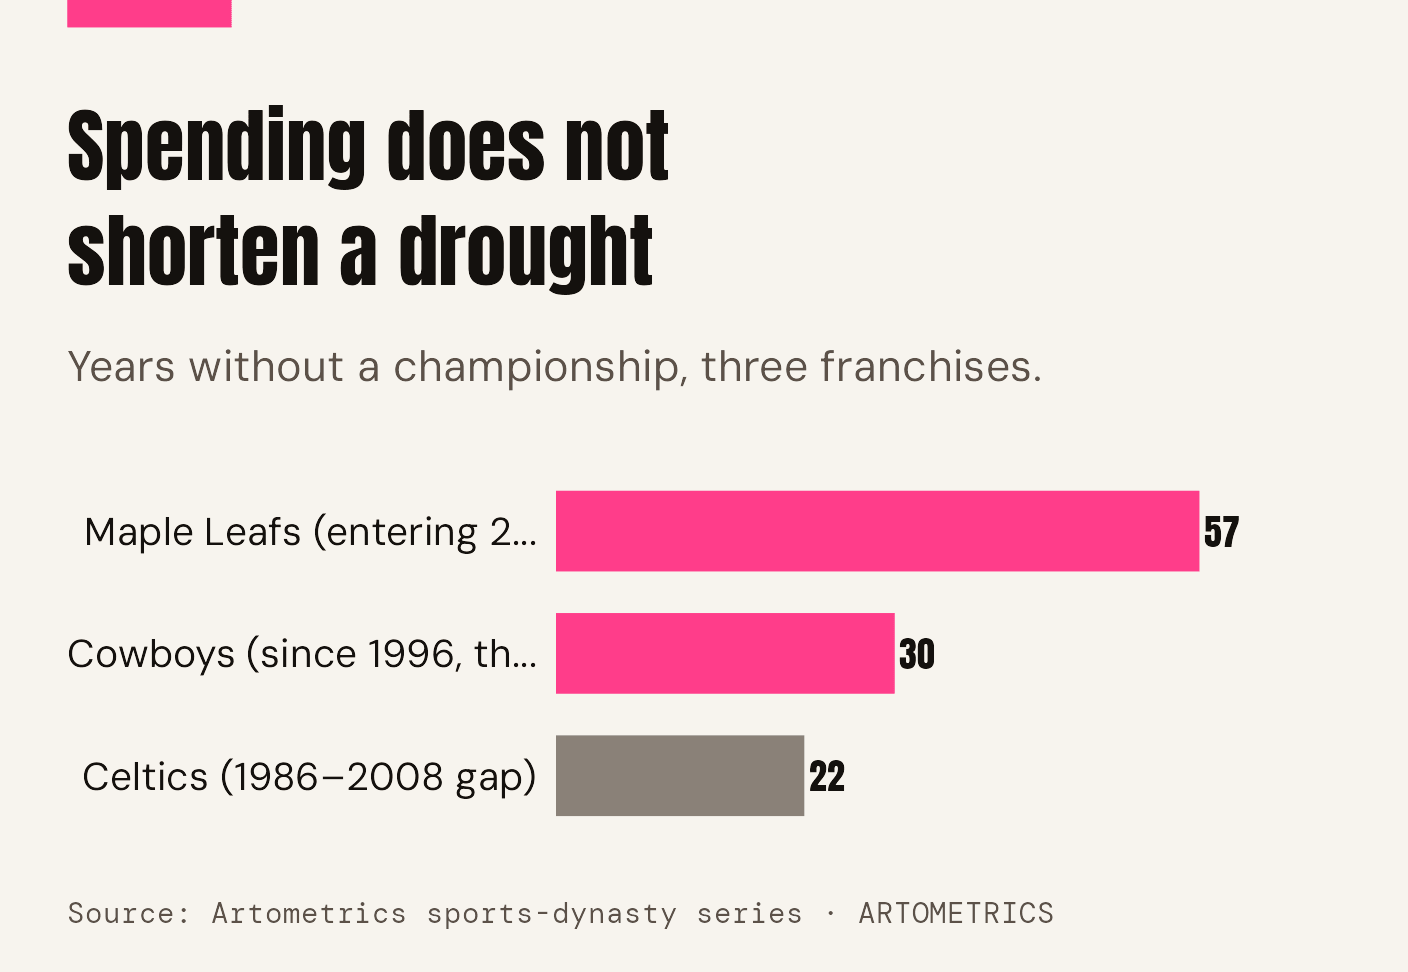 Spending does not
shorten a drought
Years without a championship, three franchises.
Maple Leafs (entering 2...
57
Cowboys (since 1996, th...
30
Celtics (1986–2008 gap)
22
Source: Artometrics sports-dynasty series · ARTOMETRICS